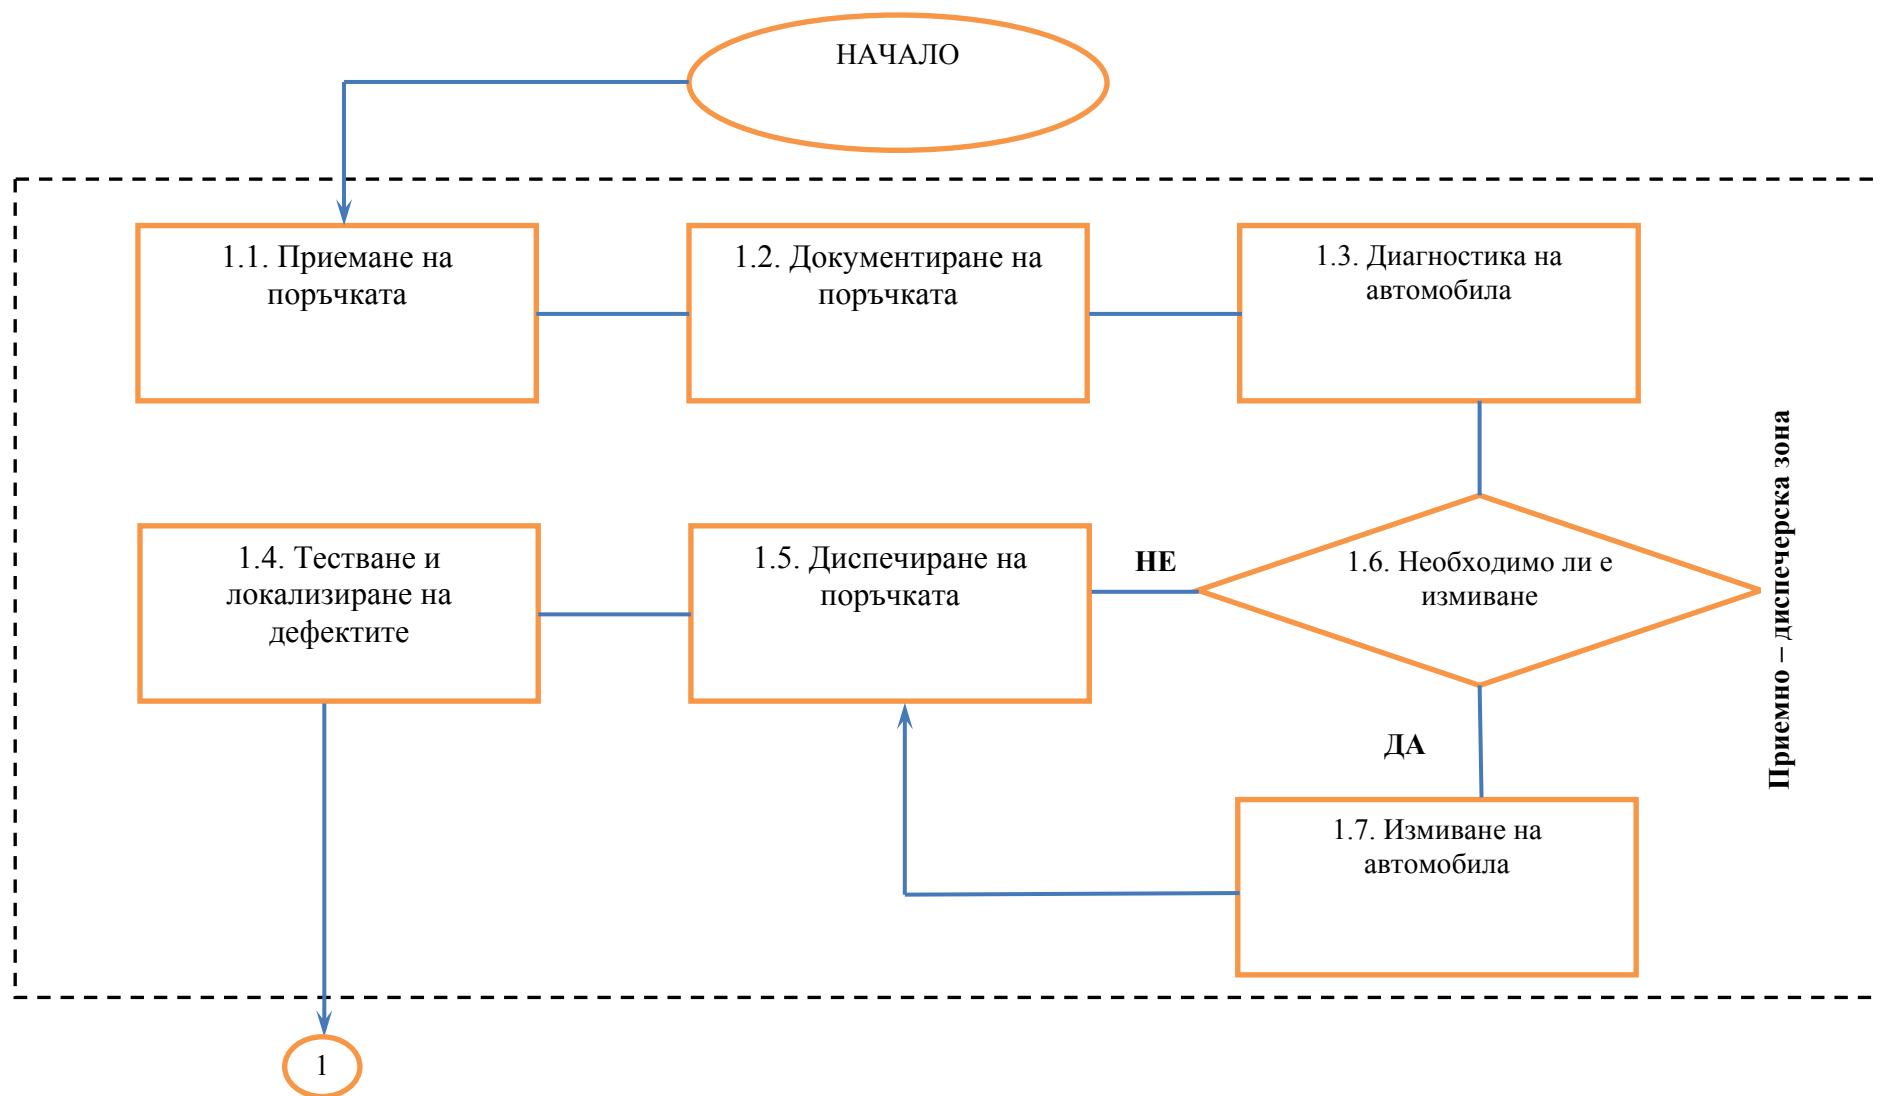 НАЧАЛО
1.1. Приемане на
поръчката
1.2. Документиране на
поръчката
1.3. Диагностика на
автомобила
1.4. Тестване и
локализиране на
дефектите
1.5. Диспечиране на
поръчката
НЕ
1.6. Необходимо ли е
измиване
ДА
1.7. Измиване на
автомобила
Приемно – диспечерска зона
1